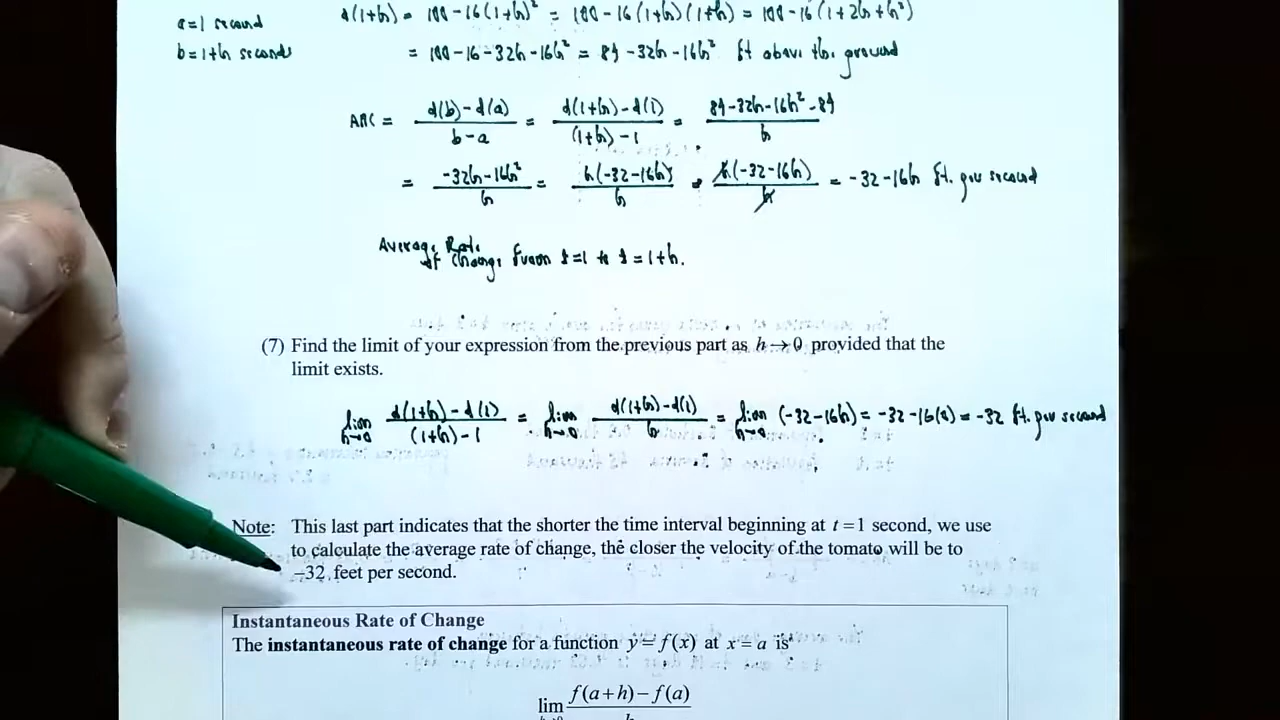 a=1 second
d(1+h) = 100-16(1+h)² = 100-16(1+h)(1+h) = 100-16(1+2h+h²)
b=1+h seconds
= 100-16-32h-16h² = 84-32h-16h² ft above the ground
ARC = d(b)-d(a) / b-a = d(1+h)-d(1) / (1+h)-1 = 84-32h-16h²-84 / h
= -32h-16h² / h = h(-32-16h) / h = h(-32-16h) / h = -32-16h ft. per second
Average Rate
of Change from t=1 to t=1+h.
(7) Find the limit of your expression from the previous part as h→0 provided that the
limit exists.
lim h→0 d(1+h)-d(1) / (1+h)-1 = lim h→0 d(1+h)-d(1) / h = lim h→0 (-32-16h) = -32-16(0) = -32 ft. per second
Note: This last part indicates that the shorter the time interval beginning at t=1 second, we use
to calculate the average rate of change, the closer the velocity of the tomato will be to
-32 feet per second.
Instantaneous Rate of Change
The instantaneous rate of change for a function y=f(x) at x=a is
lim h→0 f(a+h)-f(a) / h